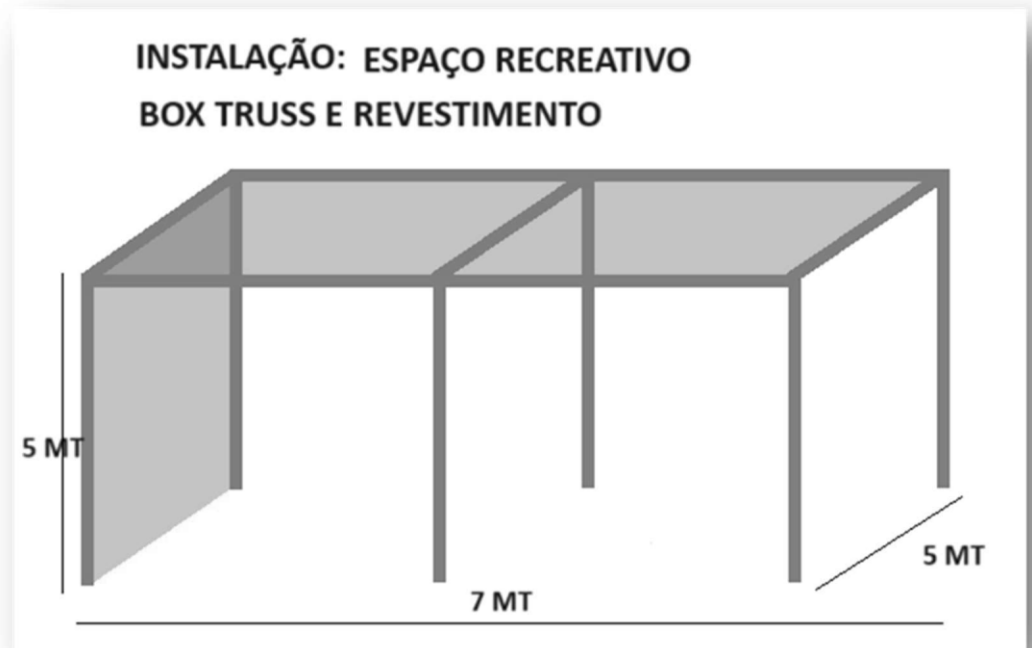 INSTALAÇÃO: ESPAÇO RECREATIVO
BOX TRUSS E REVESTIMENTO
5 MT
5 MT
7 MT